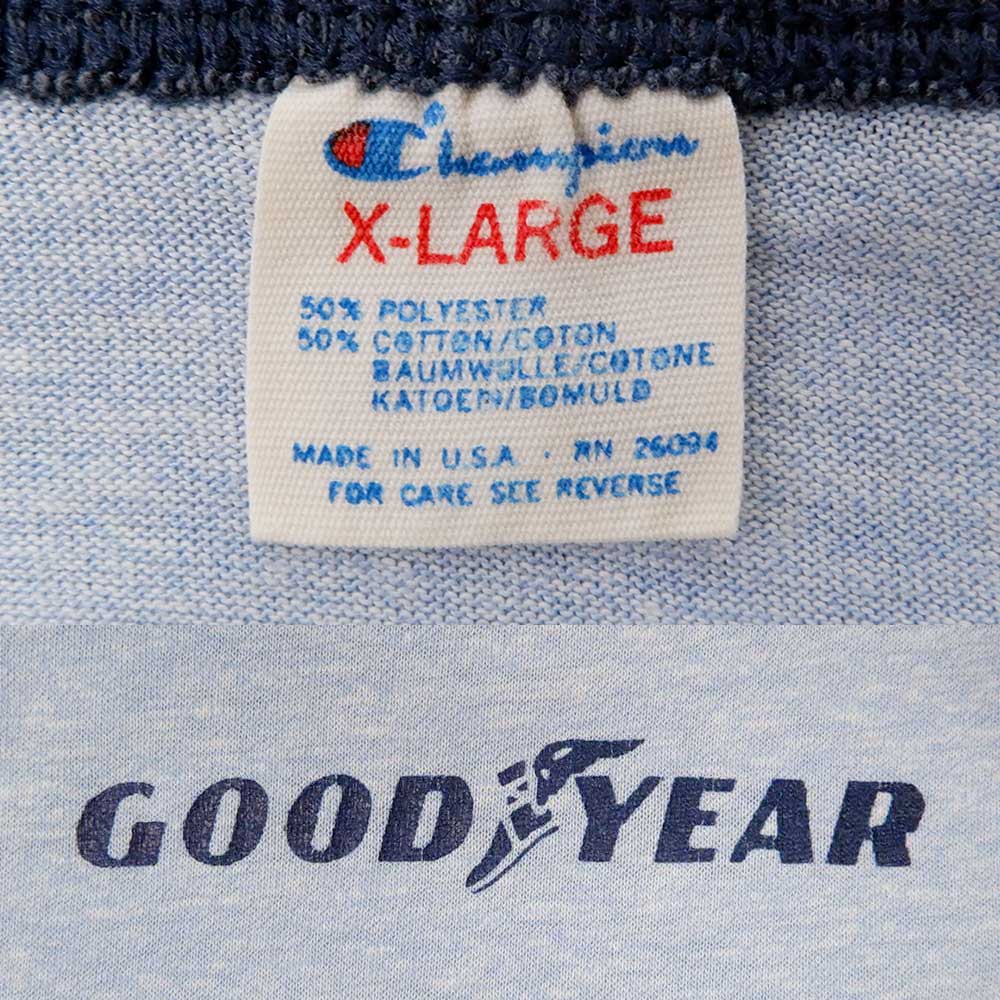 Champion
X-LARGE
50% POLYESTER
50% COTTON/COTON
BAUMWOLLE/COTONE
KATOEN/BOMULD
MADE IN U.S.A. · RN 26094
FOR CARE SEE REVERSE
GOOD YEAR